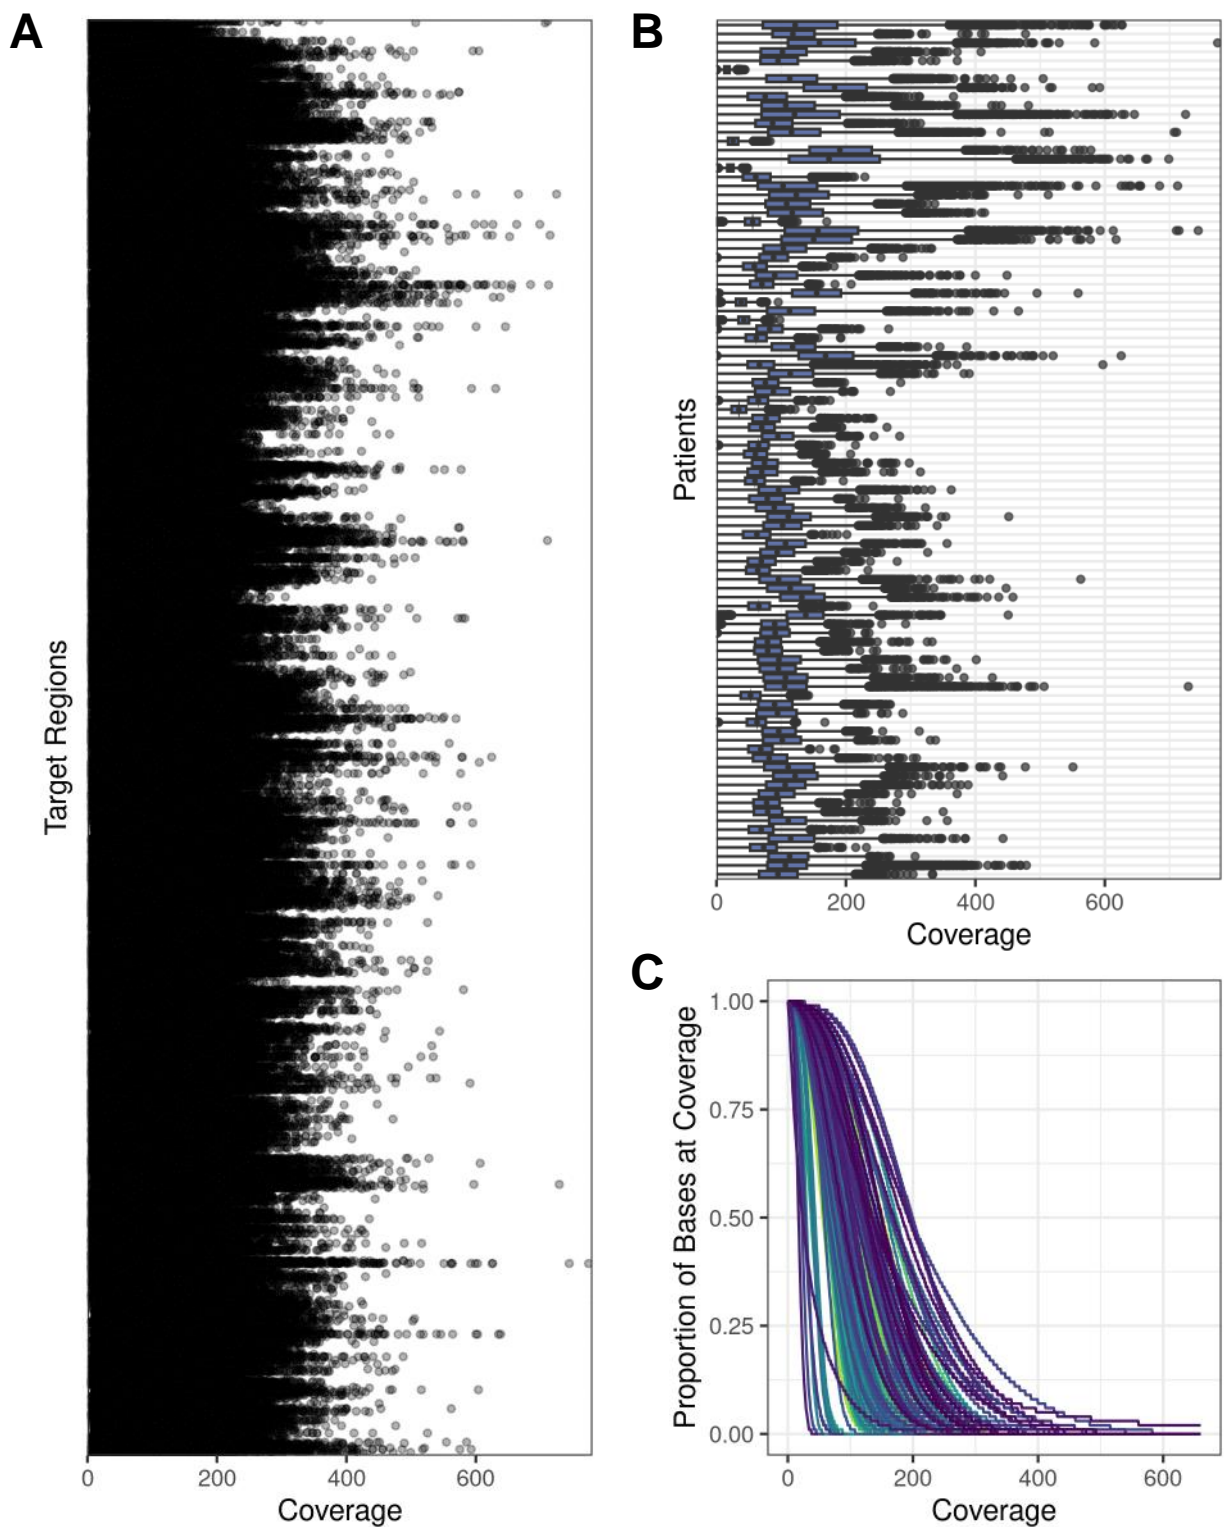 A
Target Regions
0 200 400 600
Coverage
B
Patients
0 200 400 600
Coverage
C
Proportion of Bases at Coverage
1.00
0.75
0.50
0.25
0.00
0 200 400 600
Coverage